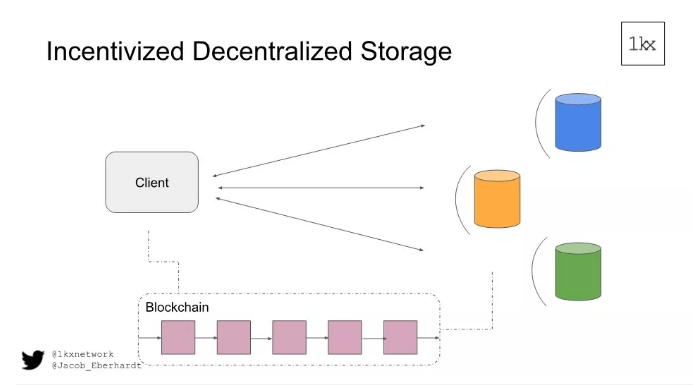 Incentivized Decentralized Storage
1kx
Client
Blockchain
@1kxnetwork
@Jacob_Eberhardt